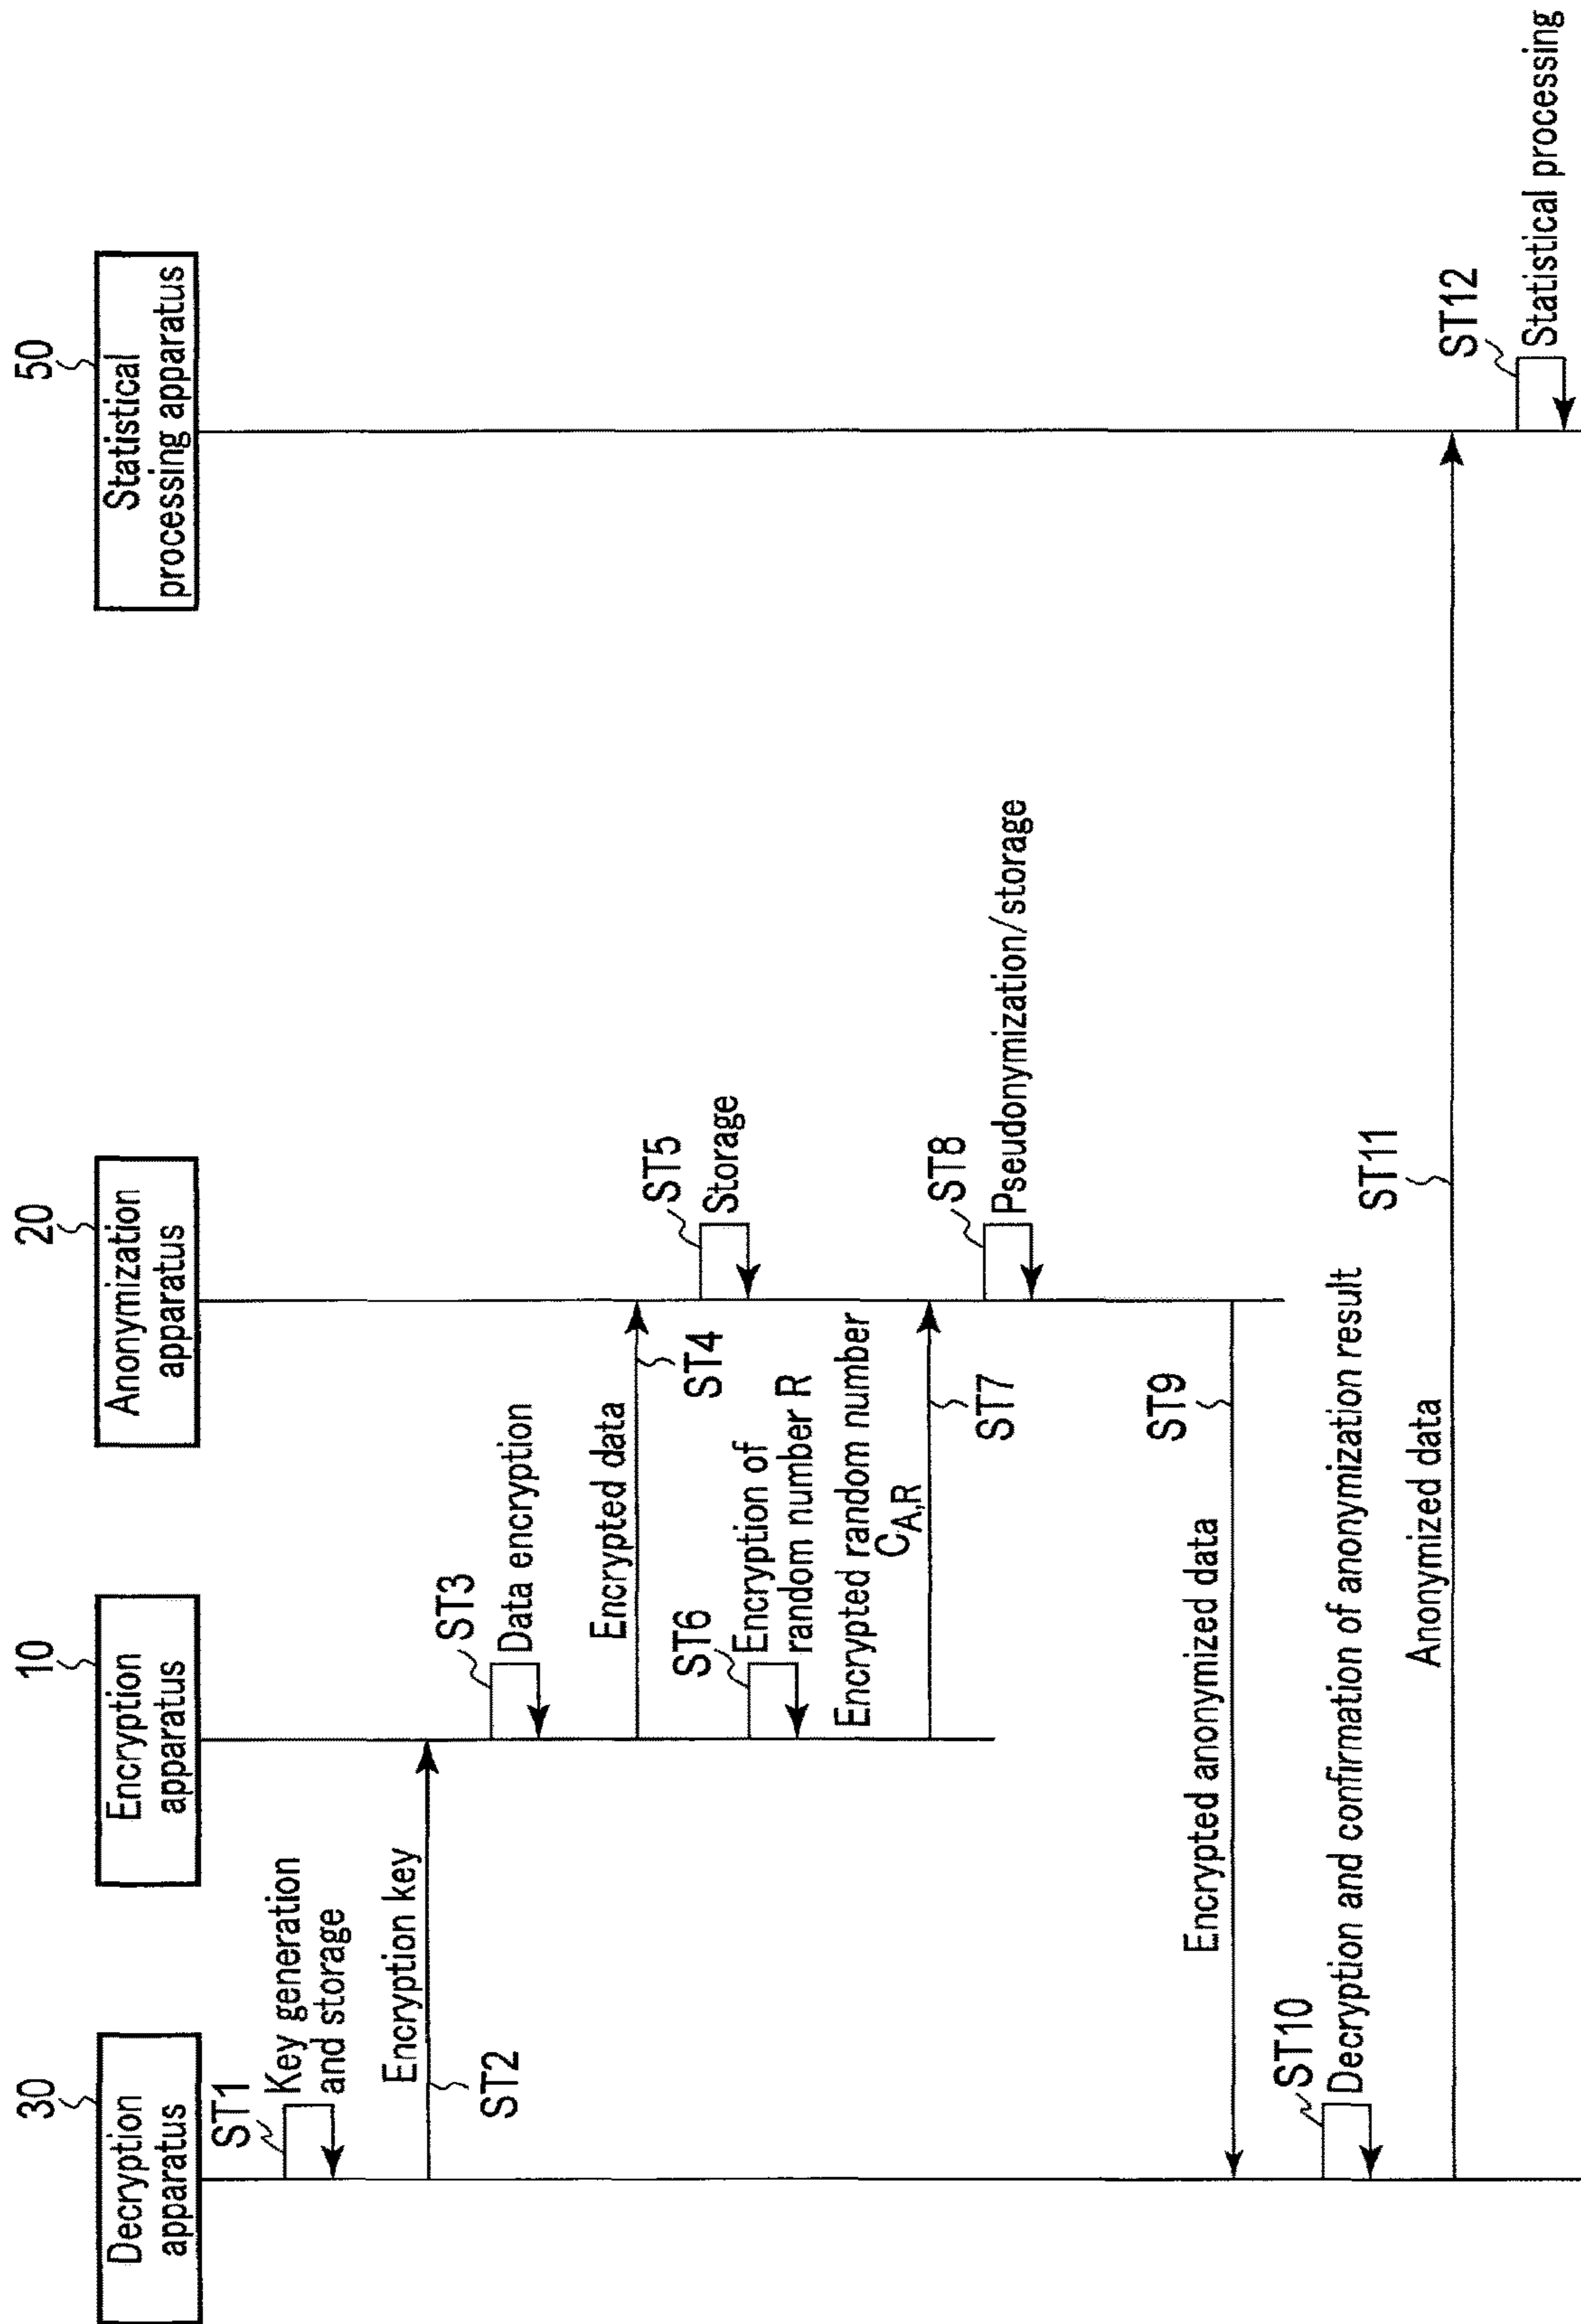 30
Decryption
apparatus
10
Encryption
apparatus
20
Anonymization
apparatus
50
Statistical
processing apparatus
ST1
Key generation
and storage
Encryption key
ST2
ST3
Data encryption
Encrypted data
ST4
ST5
Storage
ST6
Encryption of
random number R
Encrypted random number
C_A,R
ST7
ST8
Pseudonymization/storage
ST9
Encrypted anonymized data
ST10
Decryption and confirmation of anonymization result
ST11
Anonymized data
ST12
Statistical processing